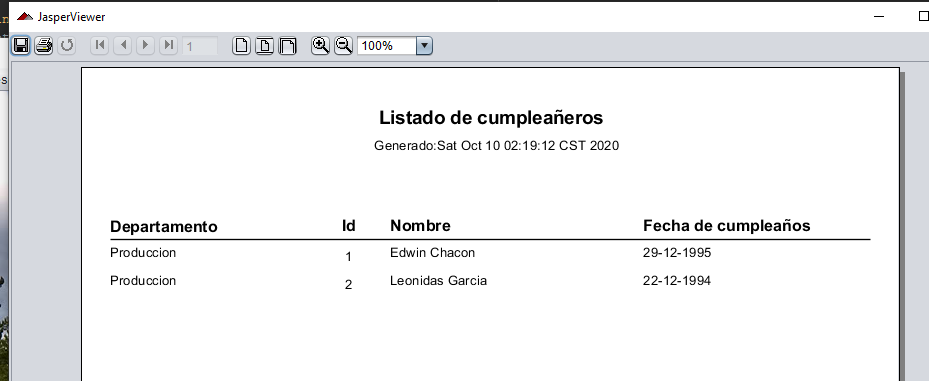 JasperViewer
1
100%
Listado de cumpleañeros
Generado:Sat Oct 10 02:19:12 CST 2020
Departamento Id Nombre Fecha de cumpleaños
Produccion 1 Edwin Chacon 29-12-1995
Produccion 2 Leonidas Garcia 22-12-1994